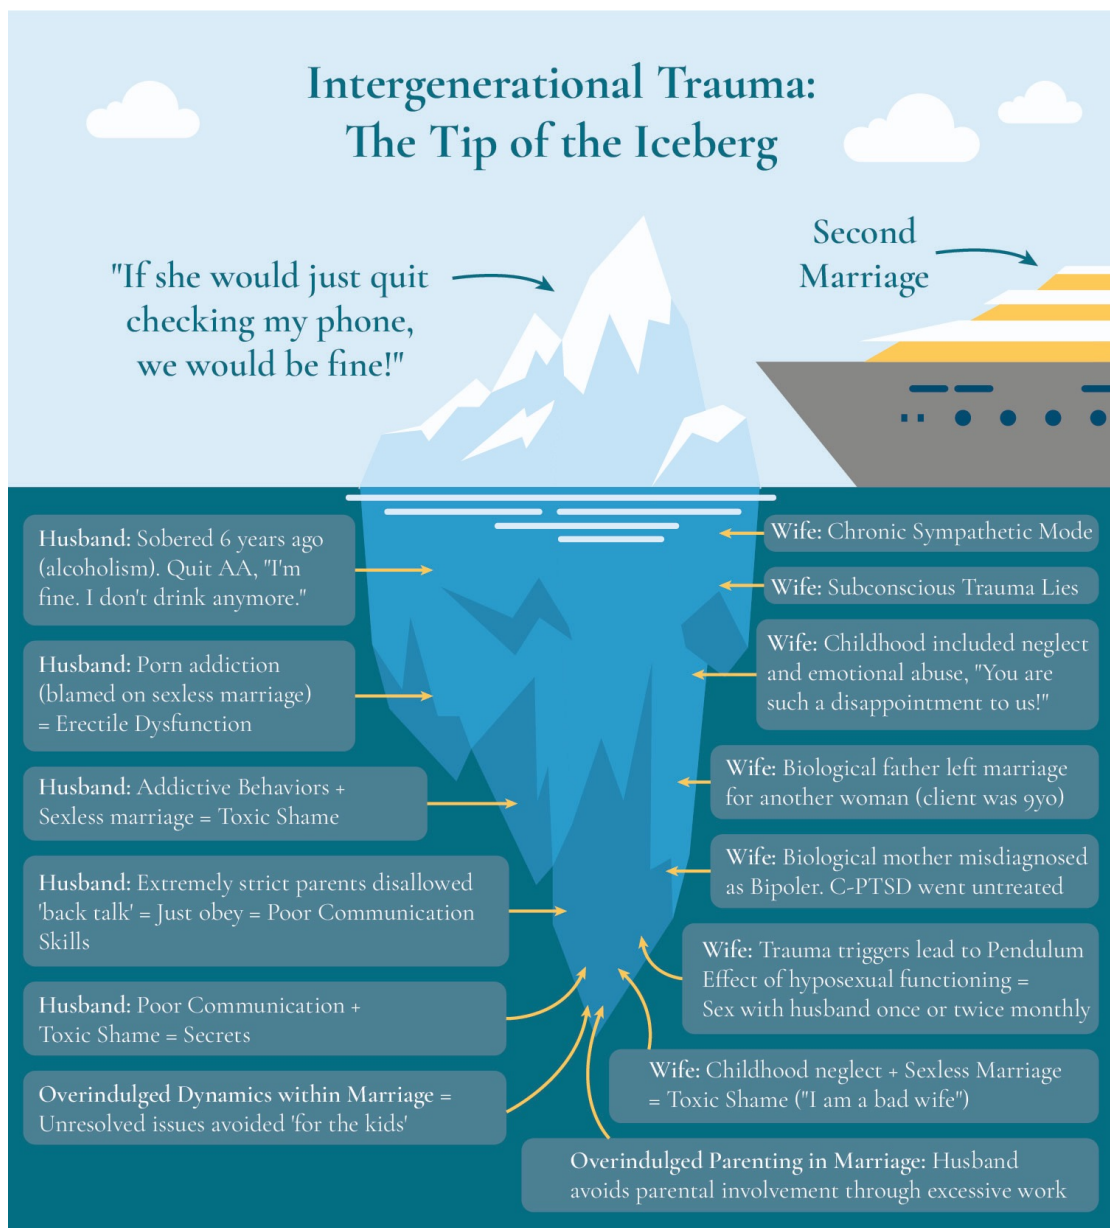 Intergenerational Trauma:
The Tip of the Iceberg
"If she would just quit
checking my phone,
we would be fine!"
Second
Marriage
Husband: Sobered 6 years ago
(alcoholism). Quit AA, "I'm
fine. I don't drink anymore."
Husband: Porn addiction
(blamed on sexless marriage)
= Erectile Dysfunction
Husband: Addictive Behaviors +
Sexless marriage = Toxic Shame
Husband: Extremely strict parents disallowed
'back talk' = Just obey = Poor Communication
Skills
Husband: Poor Communication +
Toxic Shame = Secrets
Overindulged Dynamics within Marriage =
Unresolved issues avoided 'for the kids'
Wife: Chronic Sympathetic Mode
Wife: Subconscious Trauma Lies
Wife: Childhood included neglect
and emotional abuse, "You are
such a disappointment to us!"
Wife: Biological father left marriage
for another woman (client was 9yo)
Wife: Biological mother misdiagnosed
as Bipoler. C-PTSD went untreated
Wife: Trauma triggers lead to Pendulum
Effect of hyposexual functioning =
Sex with husband once or twice monthly
Wife: Childhood neglect + Sexless Marriage
= Toxic Shame ("I am a bad wife")
Overindulged Parenting in Marriage: Husband
avoids parental involvement through excessive work